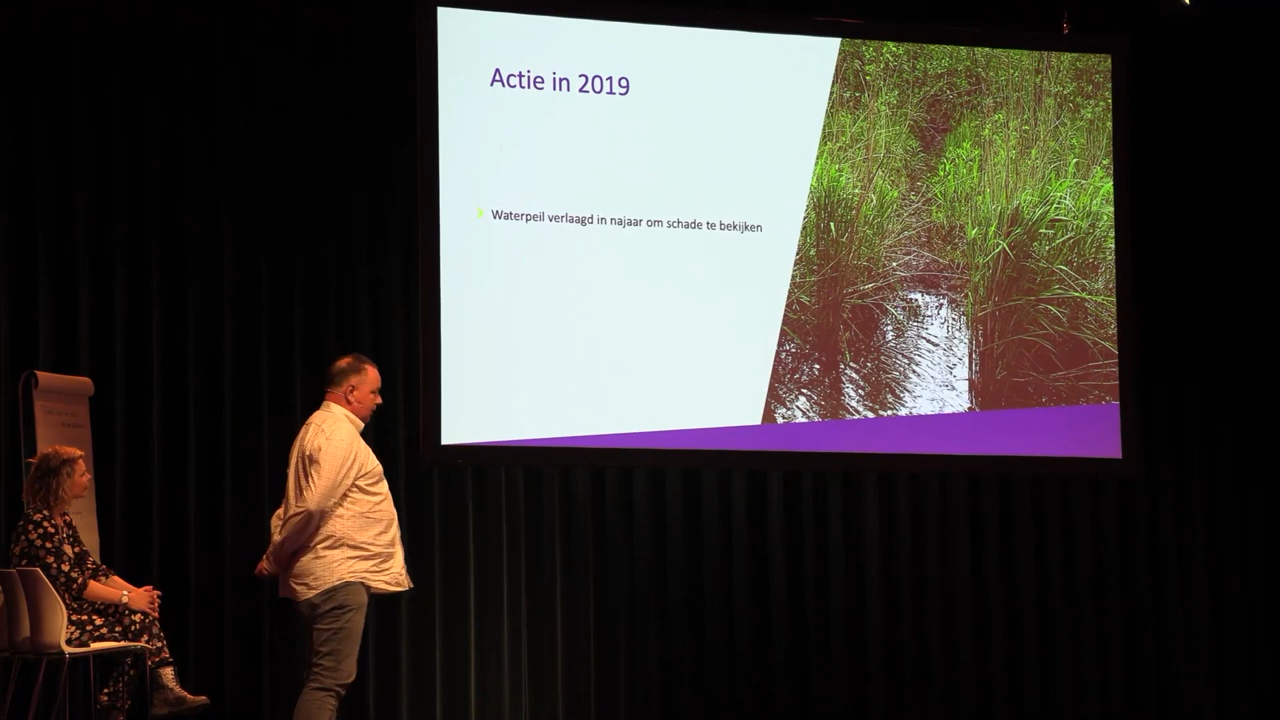 Actie in 2019
Waterpeil verlaagd in najaar om schade te bekijken